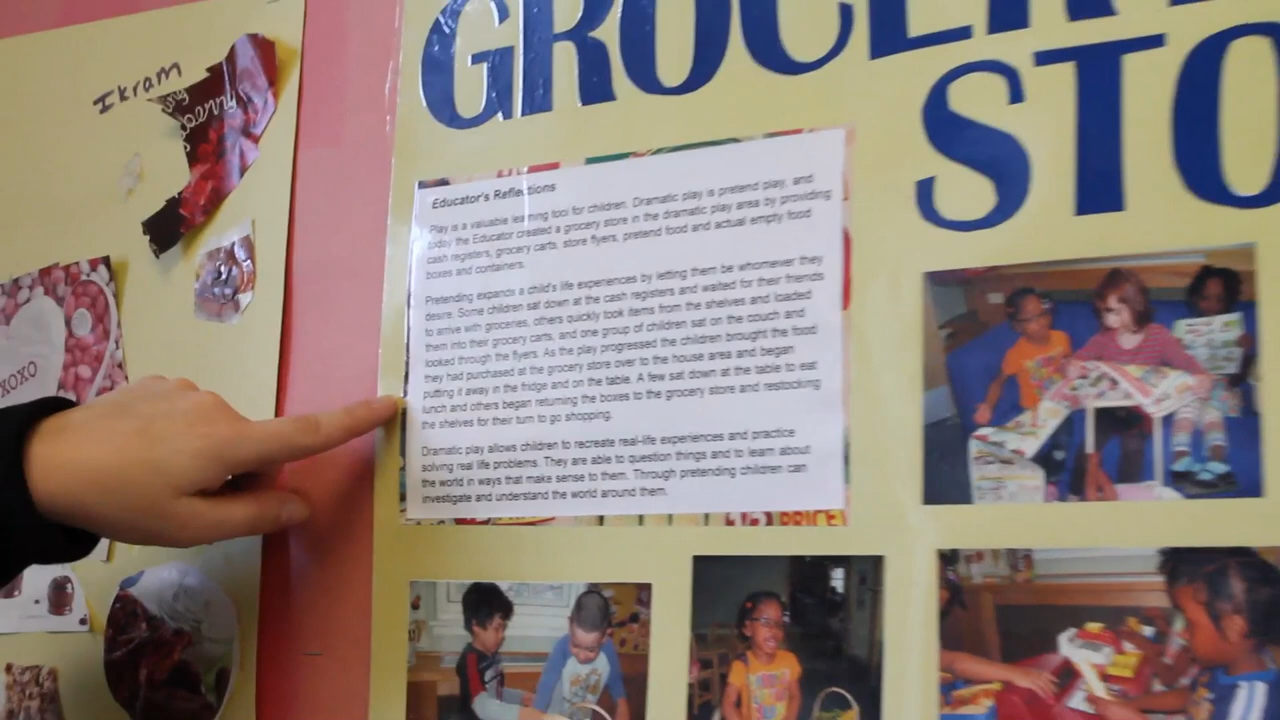 GROCERY
STO
Ikram
XOXO
Educator's Reflections
Play is a valuable learning tool for children. Dramatic play is pretend play, and
today the Educator created a grocery store in the dramatic play area by providing
cash registers, grocery carts, store flyers, pretend food and actual empty food
boxes and containers.
Pretending expands a child's life experiences by letting them be whomever they
desire. Some children sat down at the cash registers and waited for their friends
to arrive with groceries, others quickly took items from the shelves and loaded
them into their grocery carts, and one group of children sat on the couch and
looked through the flyers. As the play progressed the children brought the food
they had purchased at the grocery store over to the house area and began
putting it away in the fridge and on the table. A few sat down at the table to eat
lunch and others began returning the boxes to the grocery store and restocking
the shelves for their turn to go shopping.
Dramatic play allows children to recreate real-life experiences and practice
solving real life problems. They are able to question things and to learn about
the world in ways that make sense to them. Through pretending children can
investigate and understand the world around them.
PRICE